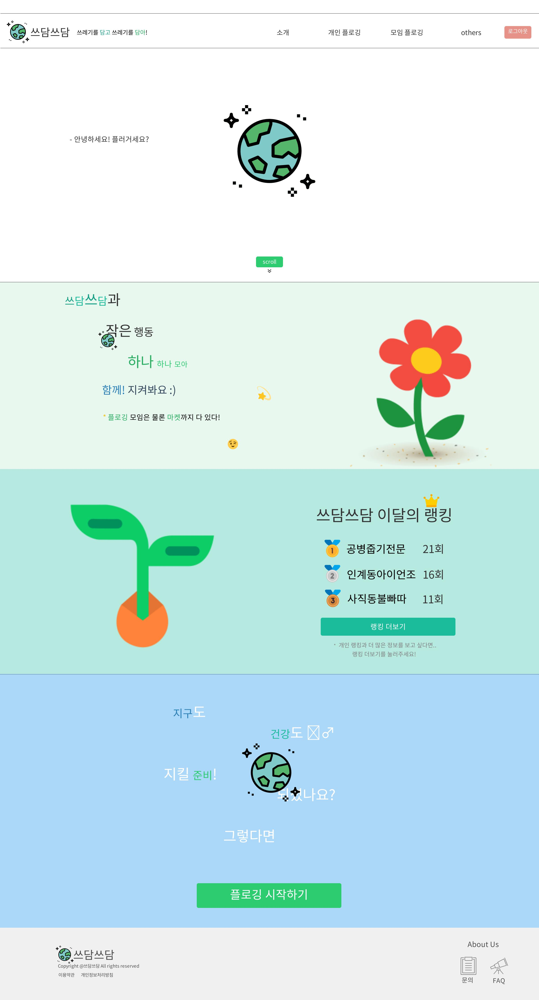 쓰담쓰담 쓰레기를 담고 쓰레기를 담아! 소개 개인 플로깅 모임 플로깅 others 로그아웃
- 안녕하세요! 플러거세요?
scroll
쓰담쓰담과
작은 행동
하나 하나 모아
함께! 지켜봐요 :)
* 플로깅 모임은 물론 마켓까지 다 있다!
쓰담쓰담 이달의 랭킹
1 공병줍기전문 21회
2 인계동아이언조 16회
3 사직동불빠따 11회
랭킹 더보기
* 개인 랭킹과 더 많은 정보를 보고 싶다면..
랭킹 더보기를 눌러주세요!
지구도
건강도 ♂
지킬 준비!
되셨나요?
그렇다면
플로깅 시작하기
쓰담쓰담
Copyright @쓰담쓰담 All rights reserved
이용약관 개인정보처리방침
About Us
문의 FAQ